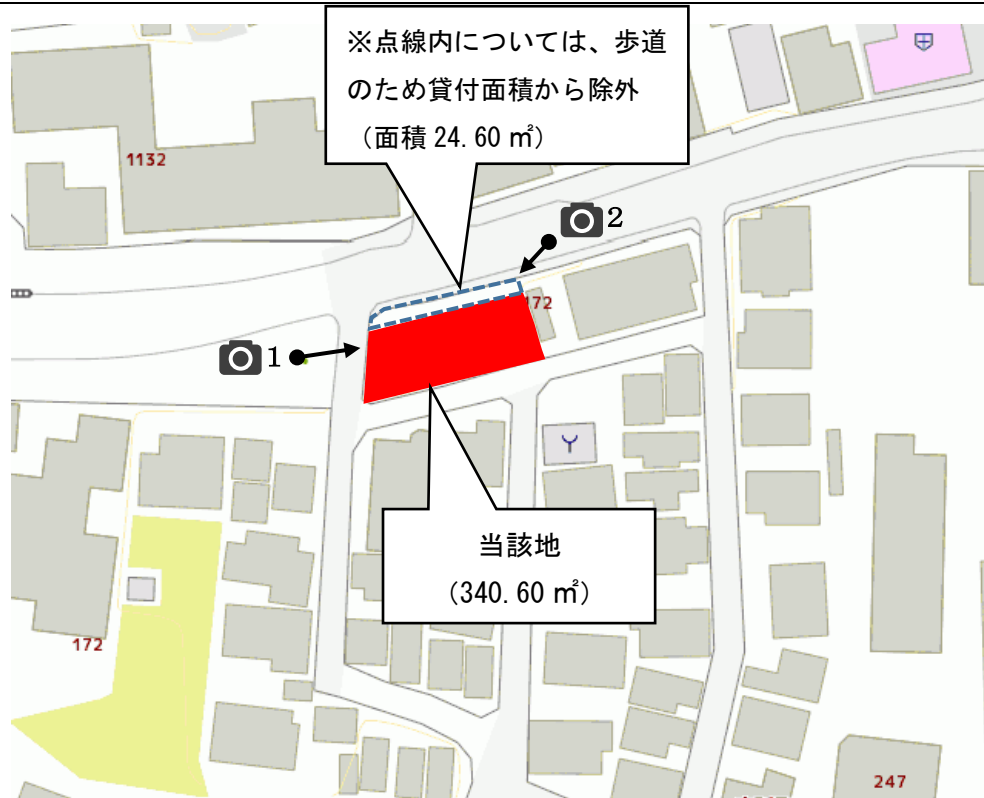 ※点線内については、歩道
のため貸付面積から除外
（面積 24.60 ㎡）
1132
2
172
1
当該地
（340.60 ㎡）
172
247